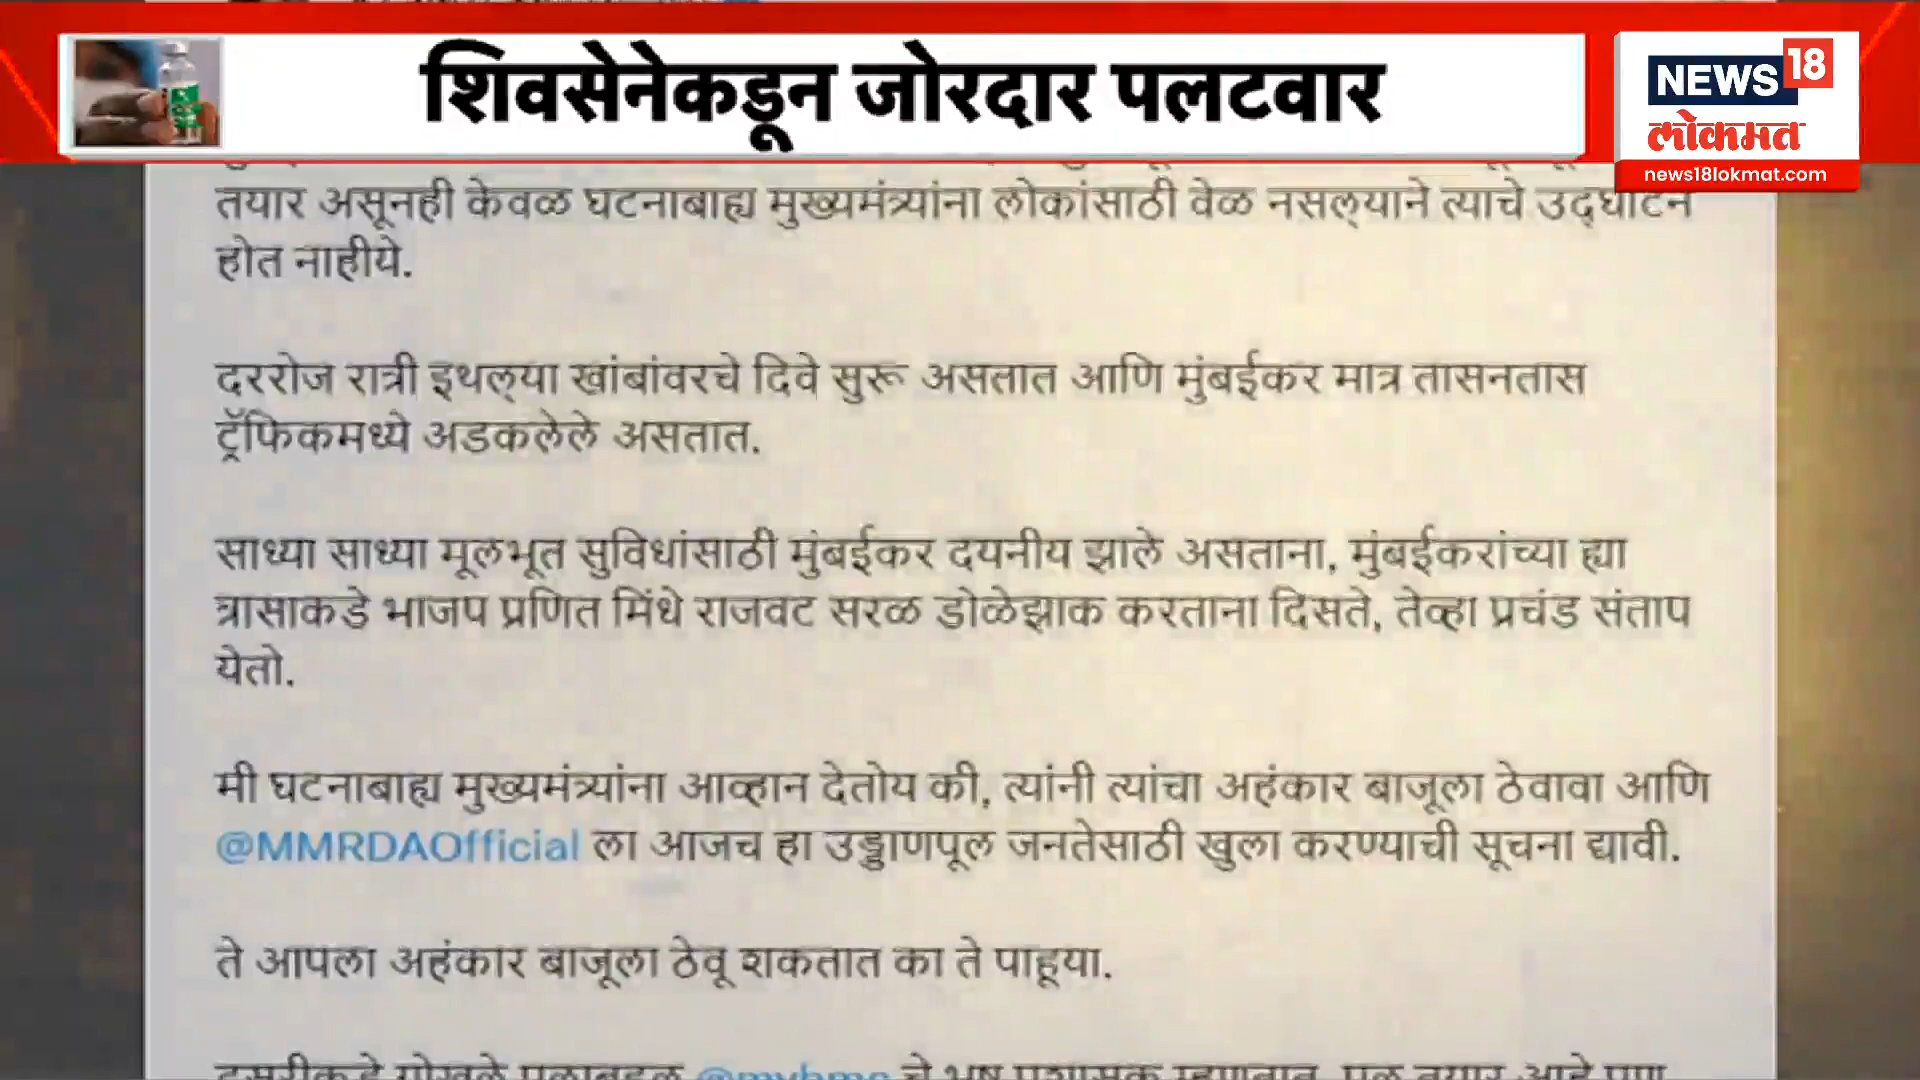 शिवसेनेकडून जोरदार पलटवार
NEWS 18
लोकमत
news18lokmat.com
तयार असूनही केवळ घटनाबाह्य मुख्यमंत्र्यांना लोकांसाठी वेळ नसल्याने त्याचे उद्घाटन
होत नाहीये.
दररोज रात्री इथल्या खांबांवरचे दिवे सुरू असतात आणि मुंबईकर मात्र तासनतास
ट्रॅफिकमध्ये अडकलेले असतात.
साध्या साध्या मूलभूत सुविधांसाठी मुंबईकर दयनीय झाले असताना, मुंबईकरांच्या ह्या
त्रासाकडे भाजप प्रणित मिंधे राजवट सरळ डोळेझाक करताना दिसते, तेव्हा प्रचंड संताप
येतो.
मी घटनाबाह्य मुख्यमंत्र्यांना आव्हान देतोय की, त्यांनी त्यांचा अहंकार बाजूला ठेवावा आणि
@MMRDAOfficial ला आजच हा उड्डाणपूल जनतेसाठी खुला करण्याची सूचना द्यावी.
ते आपला अहंकार बाजूला ठेवू शकतात का ते पाहूया.